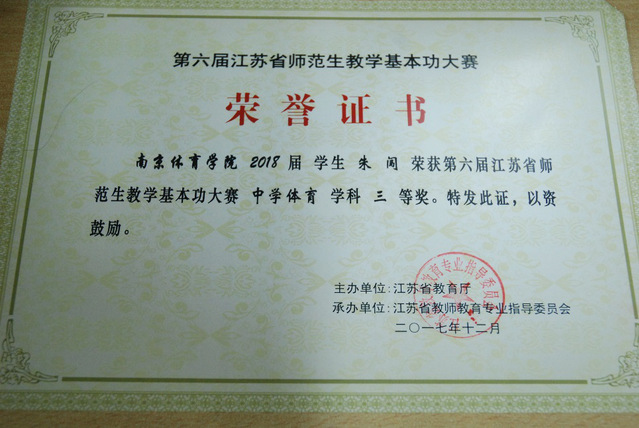 第六届江苏省师范生教学基本功大赛
荣誉证书
南京体育学院 2018 届 学生 朱 闯 荣获第六届江苏省师
范生教学基本功大赛 中学体育 学科 三 等奖。特发此证，以资
鼓励。
主办单位：江苏省教育厅
承办单位：江苏省教师教育专业指导委员会
二〇一七年十二月